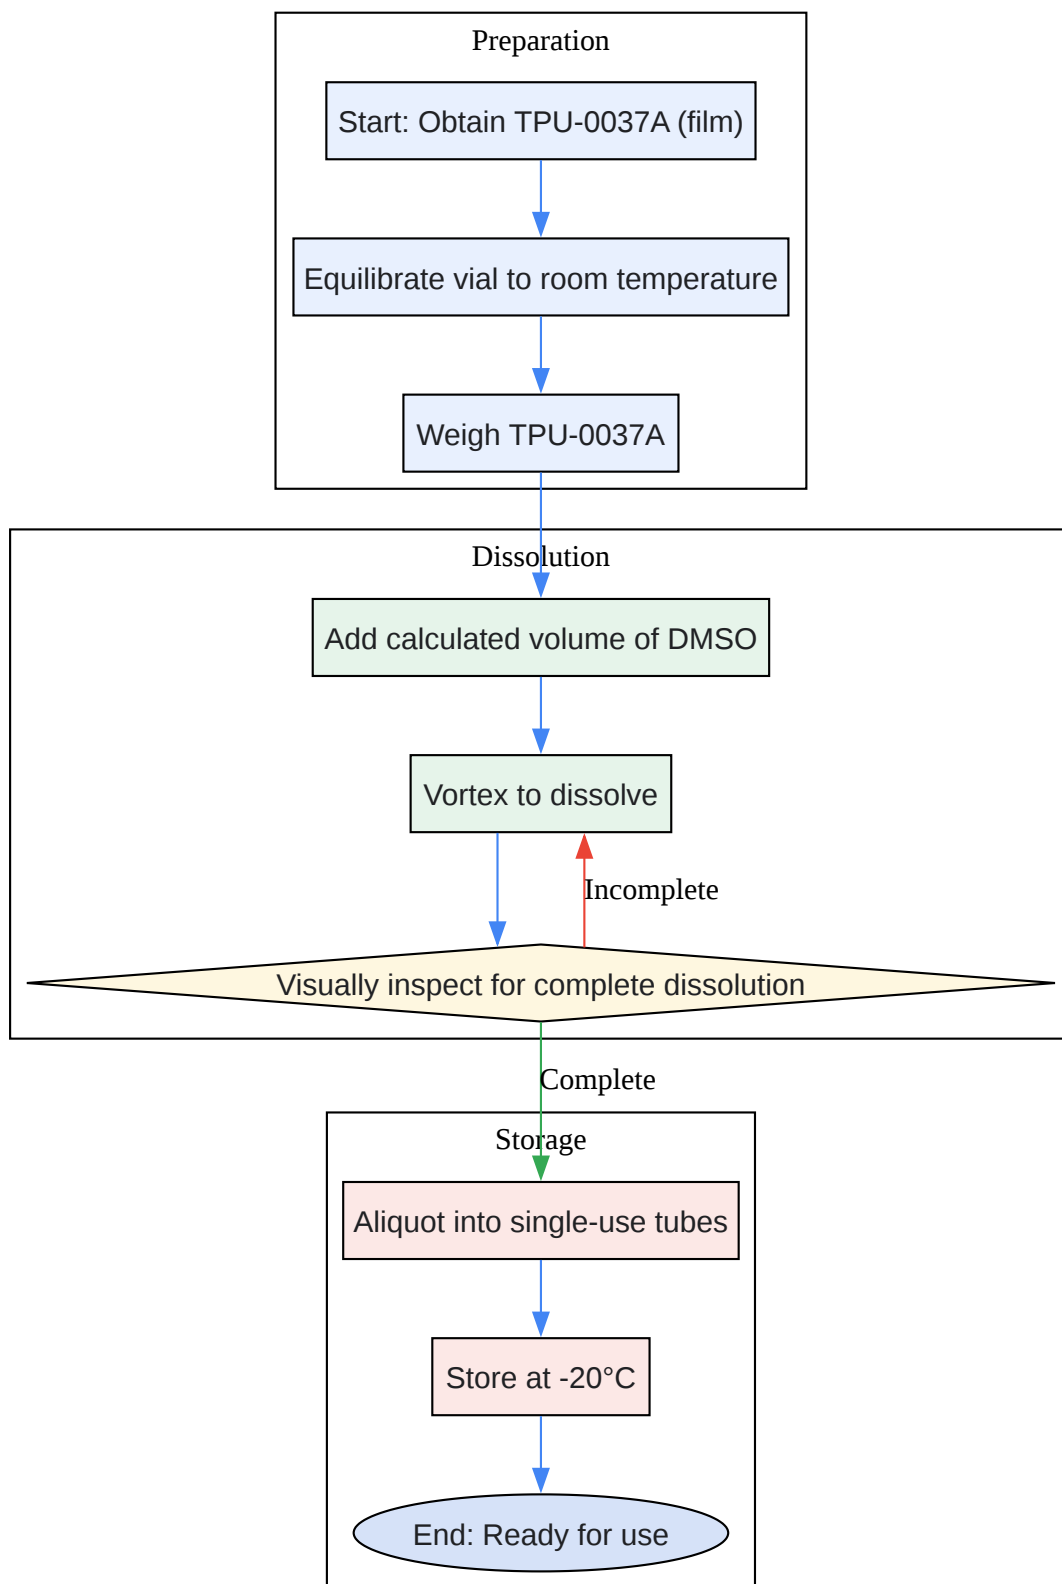 Preparation
Start: Obtain TPU-0037A (film)
Equilibrate vial to room temperature
Weigh TPU-0037A
Dissolution
Add calculated volume of DMSO
Vortex to dissolve
Incomplete
Visually inspect for complete dissolution
Complete
Storage
Aliquot into single-use tubes
Store at -20°C
End: Ready for use